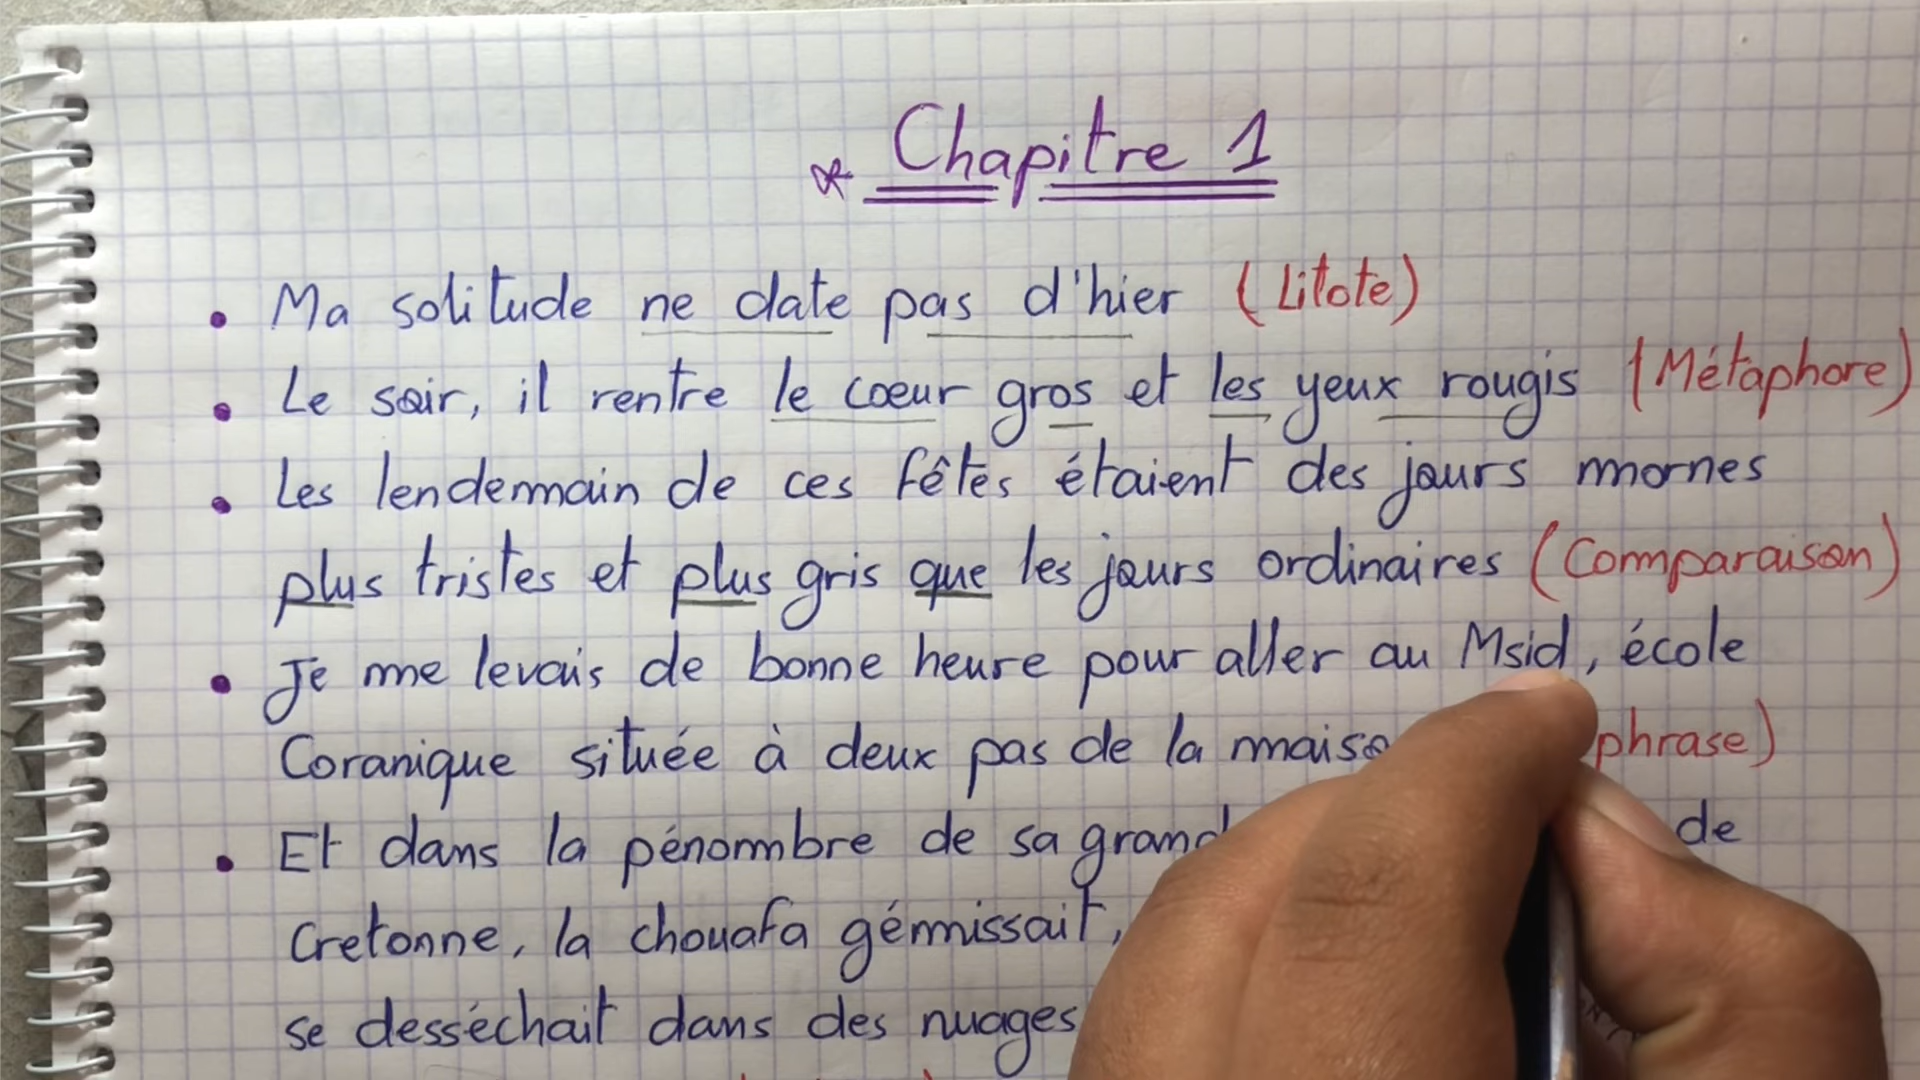 * Chapitre 1
• Ma solitude ne date pas d'hier (Litote)
• Le soir, il rentre le coeur gros et les yeux rougis (Métaphore)
• Les lendemain de ces fêtes étaient des jours mornes
plus tristes et plus gris que les jours ordinaires (Comparaison)
• Je me levais de bonne heure pour aller au Msid, école
Coranique située à deux pas de la maiso phrase)
• Et dans la pénombre de sa grand de
Cretonne, la chouafa gémissait,
se desséchait dans des nuages